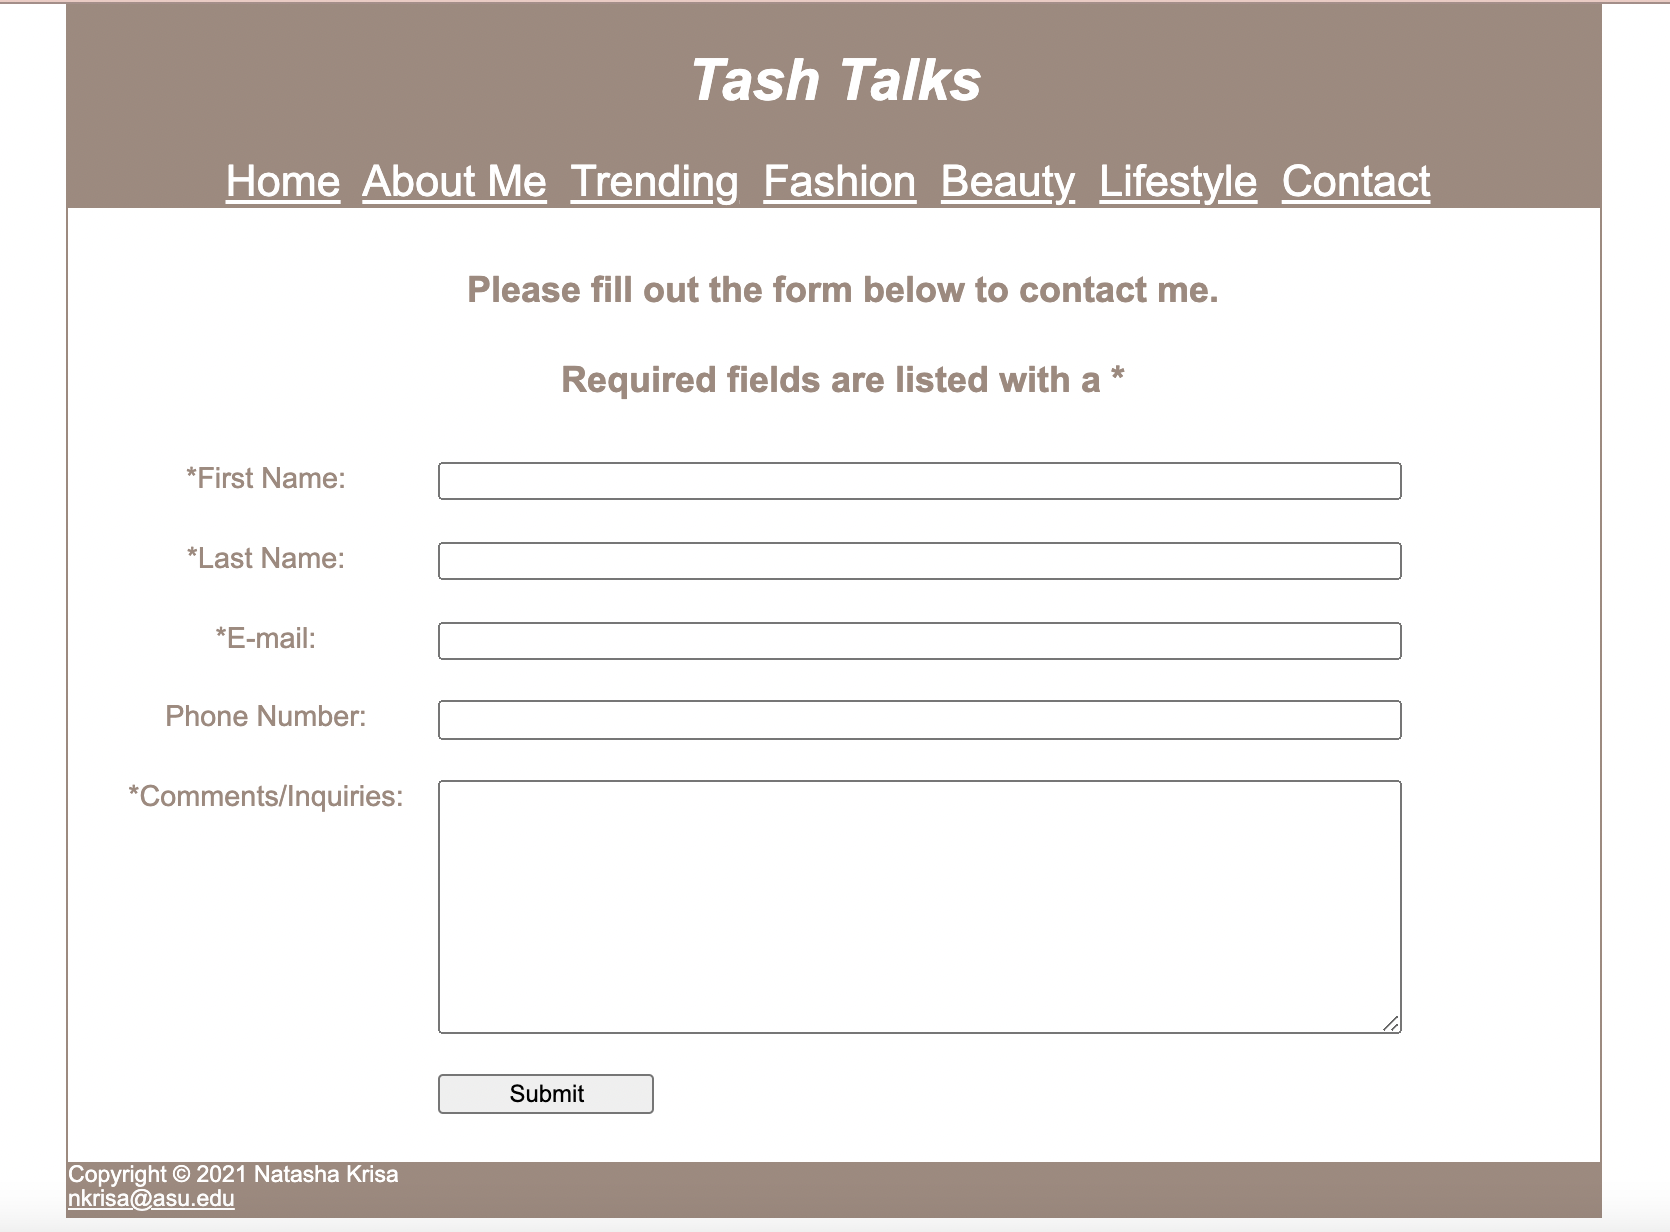 Tash Talks
Home About Me Trending Fashion Beauty Lifestyle Contact
Please fill out the form below to contact me.
Required fields are listed with a *
*First Name:
*Last Name:
*E-mail:
Phone Number:
*Comments/Inquiries:
Submit
Copyright © 2021 Natasha Krisa
nkrisa@asu.edu